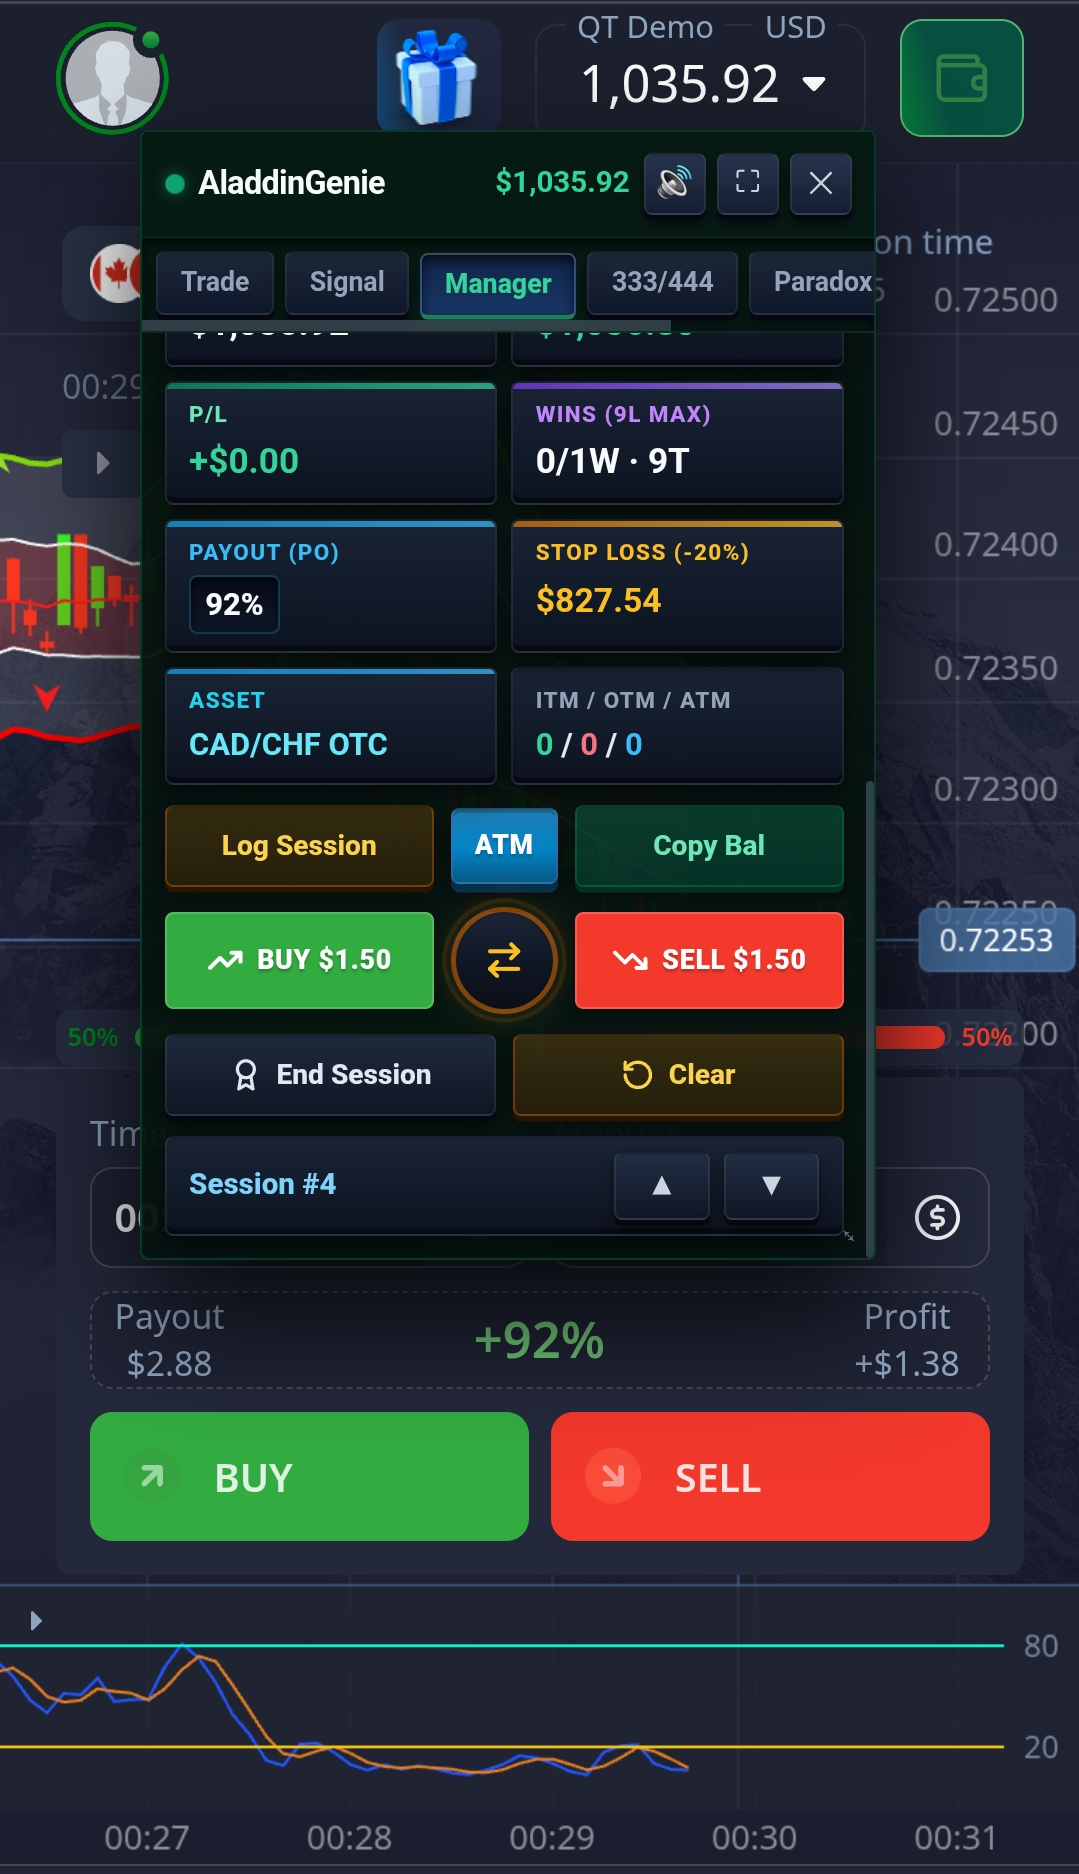 QT Demo USD
1,035.92
AladdinGenie $1,035.92
Trade Signal Manager 333/444 Paradox
on time
0.72500
00:29
P/L
+$0.00
WINS (9L MAX)
0/1W · 9T
0.72450
PAYOUT (PO)
92%
STOP LOSS (-20%)
$827.54
0.72400
0.72350
ASSET
CAD/CHF OTC
ITM / OTM / ATM
0 / 0 / 0
0.72300
Log Session ATM Copy Bal
0.72250
0.72253
BUY $1.50 SELL $1.50
50% 50%
End Session Clear
Time
Session #4 ▲ ▼
Payout
$2.88
+92%
Profit
+$1.38
BUY SELL
80
20
00:27 00:28 00:29 00:30 00:31